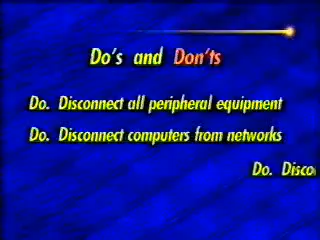 Do's and Don'ts
Do. Disconnect all peripheral equipment
Do. Disconnect computers from networks
Do. Disco